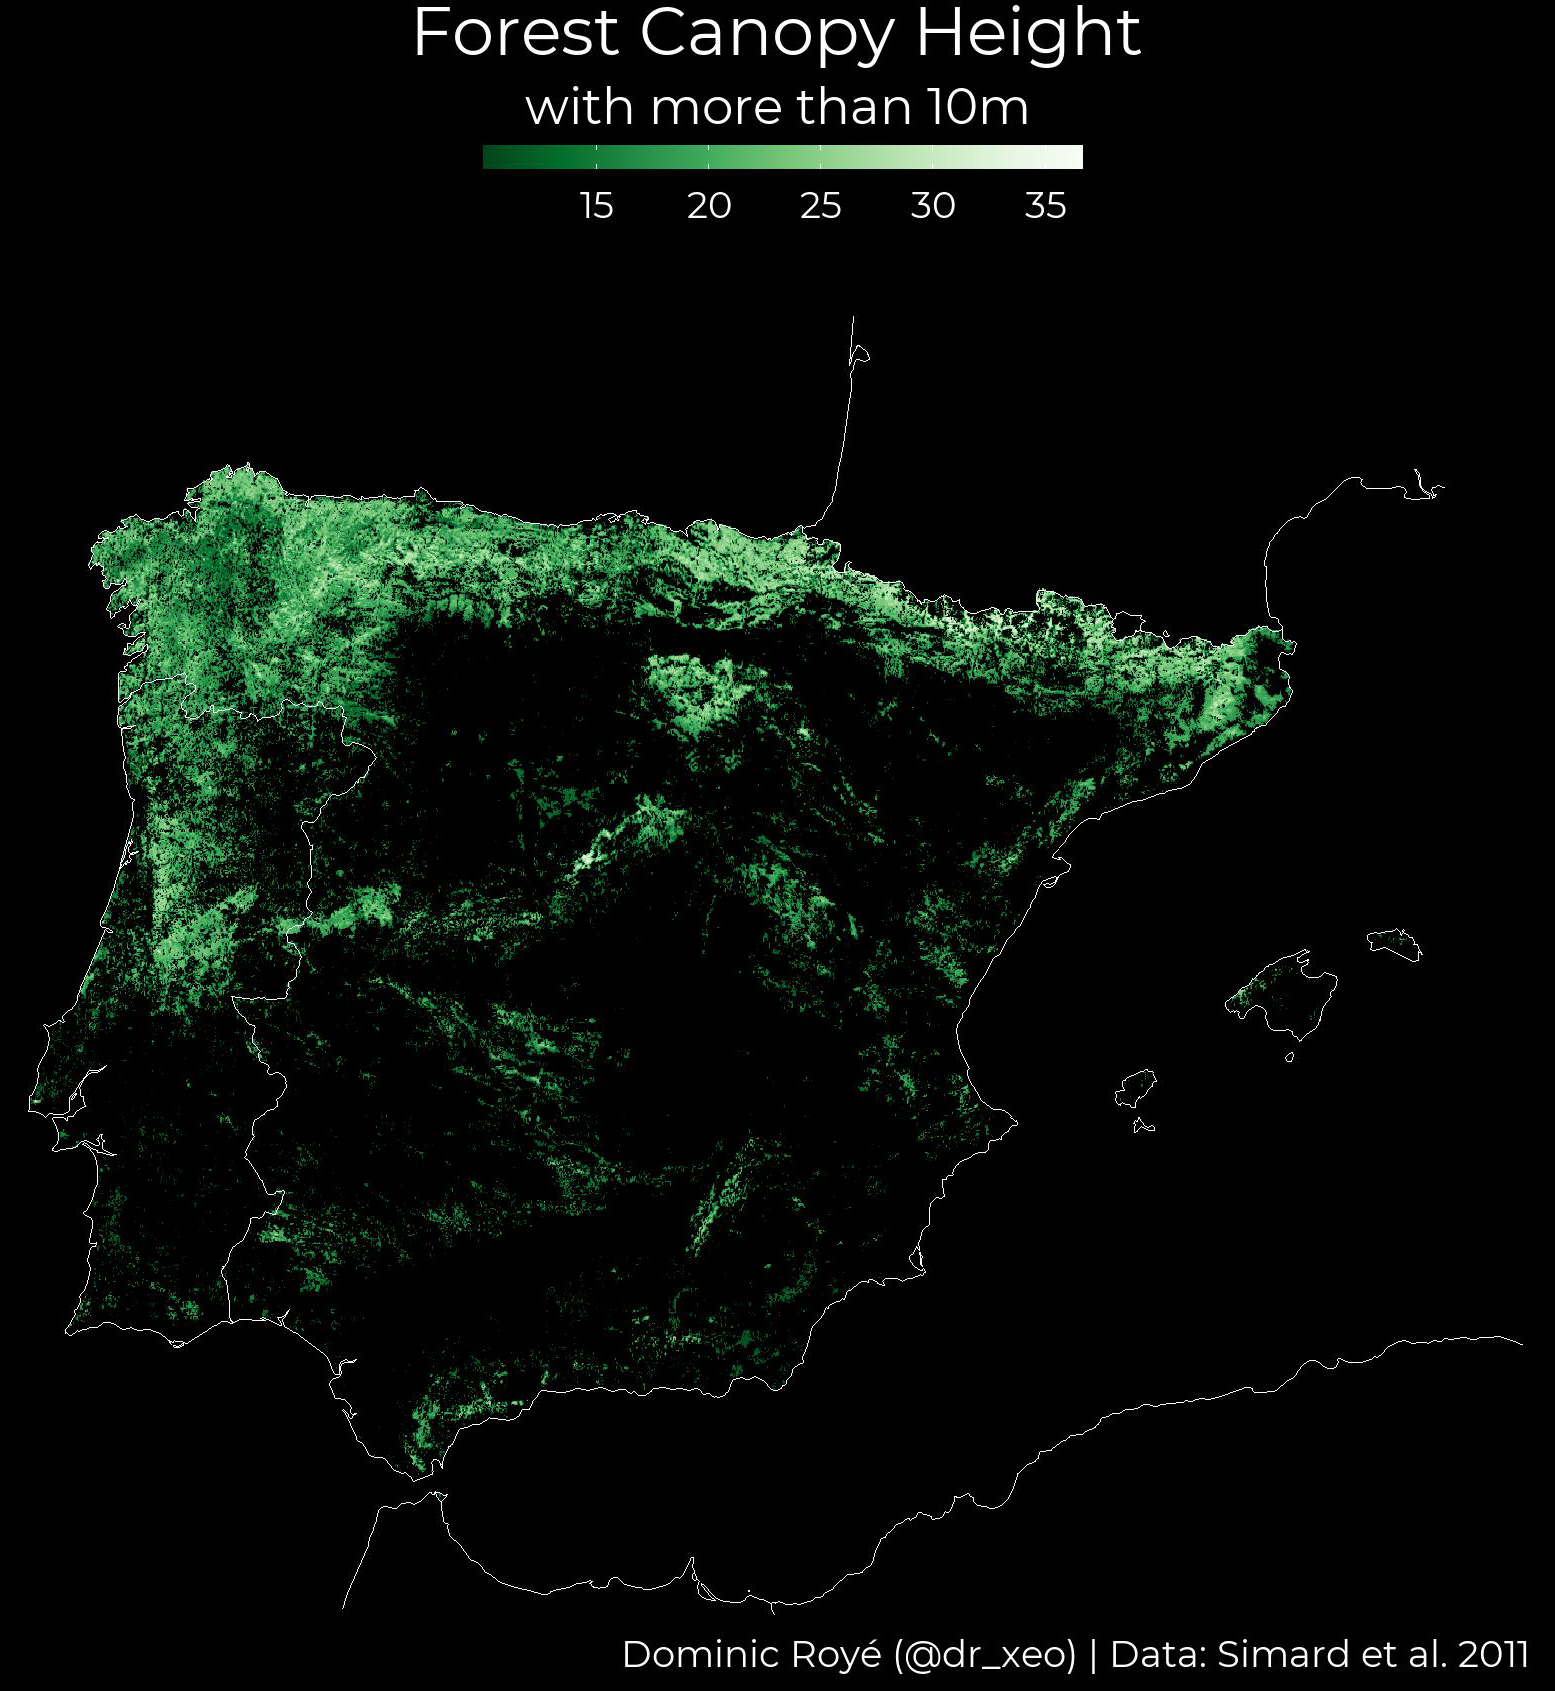 Forest Canopy Height
with more than 10m
15 20 25 30 35
Dominic Royé (@dr_xeo) | Data: Simard et al. 2011